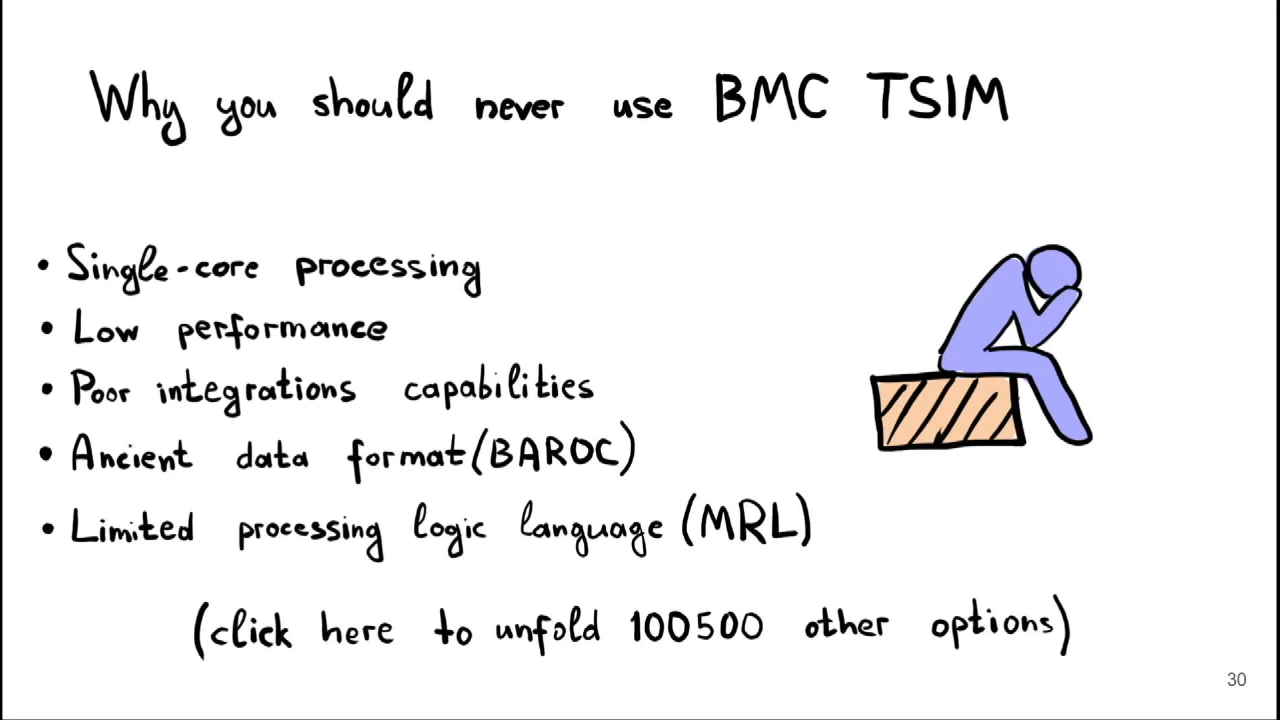 Why you should never use BMC TSIM
• Single-core processing
• Low performance
• Poor integrations capabilities
• Ancient data format (BAROC)
• Limited processing logic language (MRL)
(click here to unfold 100500 other options)
30